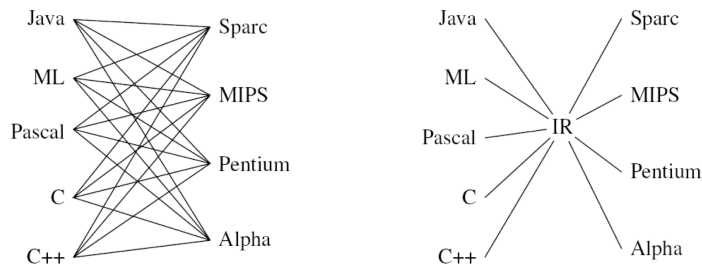 Java
ML
Pascal
C
C++
Sparc
MIPS
Pentium
Alpha
Java
ML
Pascal
C
C++
IR
Sparc
MIPS
Pentium
Alpha